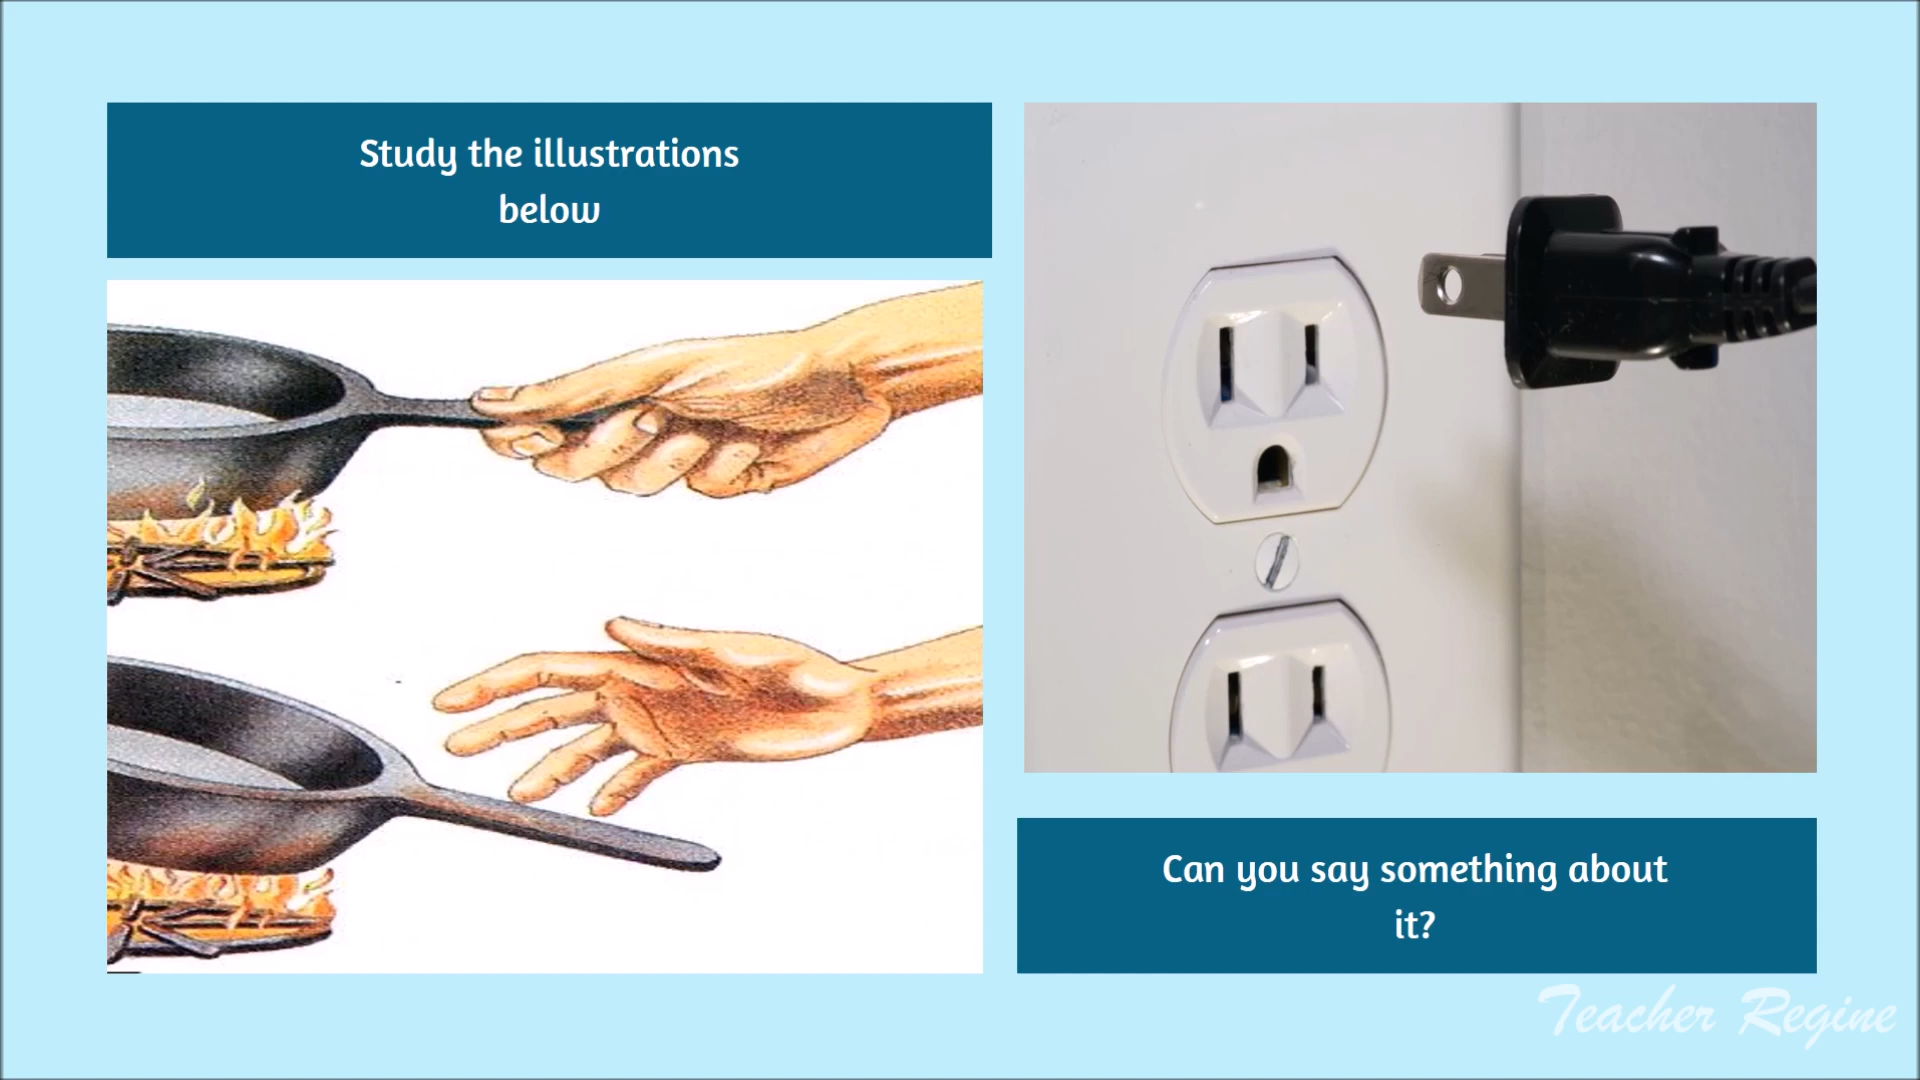 Study the illustrations
below
Can you say something about
it?
Teacher Regine